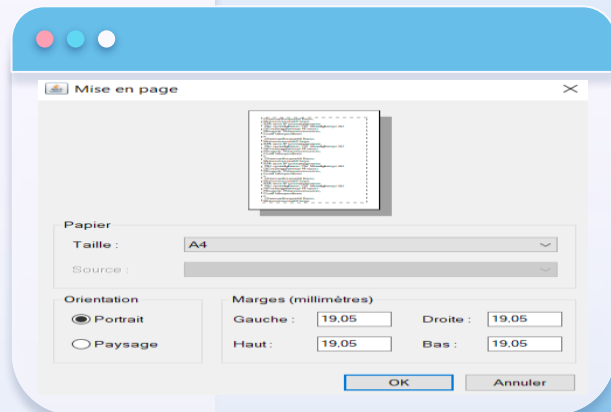 Mise en page
Papier
Taille :
A4
Source :
Orientation
Portrait
Paysage
Marges (millimètres)
Gauche : 19,05 Droite : 19,05
Haut : 19,05 Bas : 19,05
OK Annuler